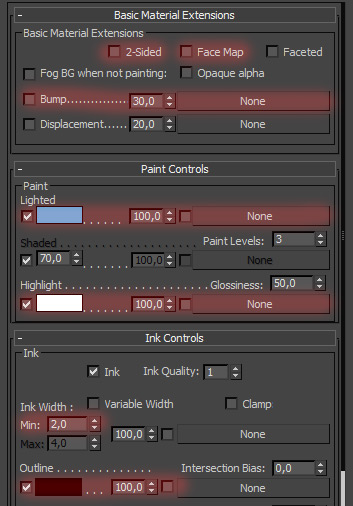 - Basic Material Extensions
Basic Material Extensions
2-Sided Face Map Faceted
Fog BG when not painting: Opaque alpha
Bump............... 30,0 None
Displacement...... 20,0 None
- Paint Controls
Paint
Lighted
. . . . . . 100,0 None
Shaded . . . . . . . . . . . . . . . Paint Levels: 3
70,0 . . . . . . 100,0 None
Highlight . . . . . . . . . . . . . . . Glossiness: 50,0
. . . . . . 100,0 None
- Ink Controls
Ink
Ink Ink Quality: 1
Ink Width : Variable Width Clamp
Min: 2,0
Max: 4,0 100,0 None
Outline . . . . . . . . . . . . . . Intersection Bias: 0,0
. . . 100,0